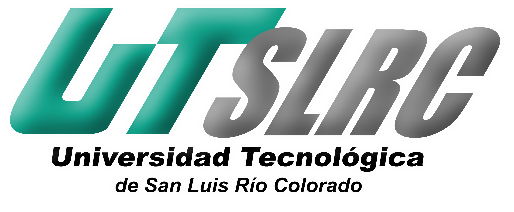 UTSLRC
Universidad Tecnológica
de San Luis Río Colorado